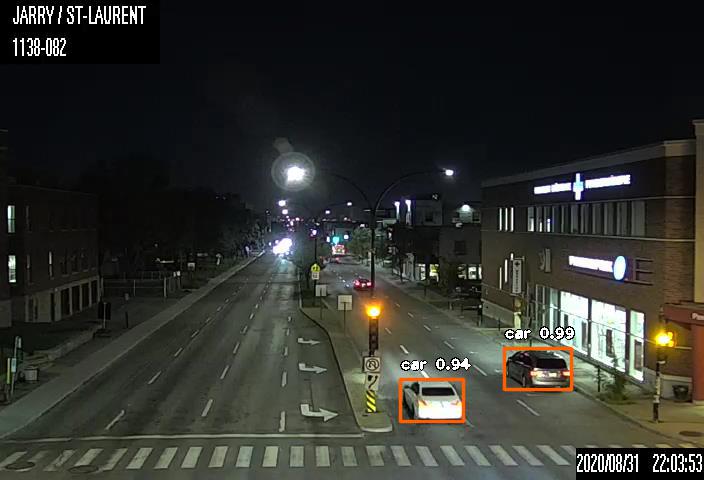 JARRY / ST-LAURENT
1138-082
car 0.99
car 0.94
2020/08/31 22:03:53